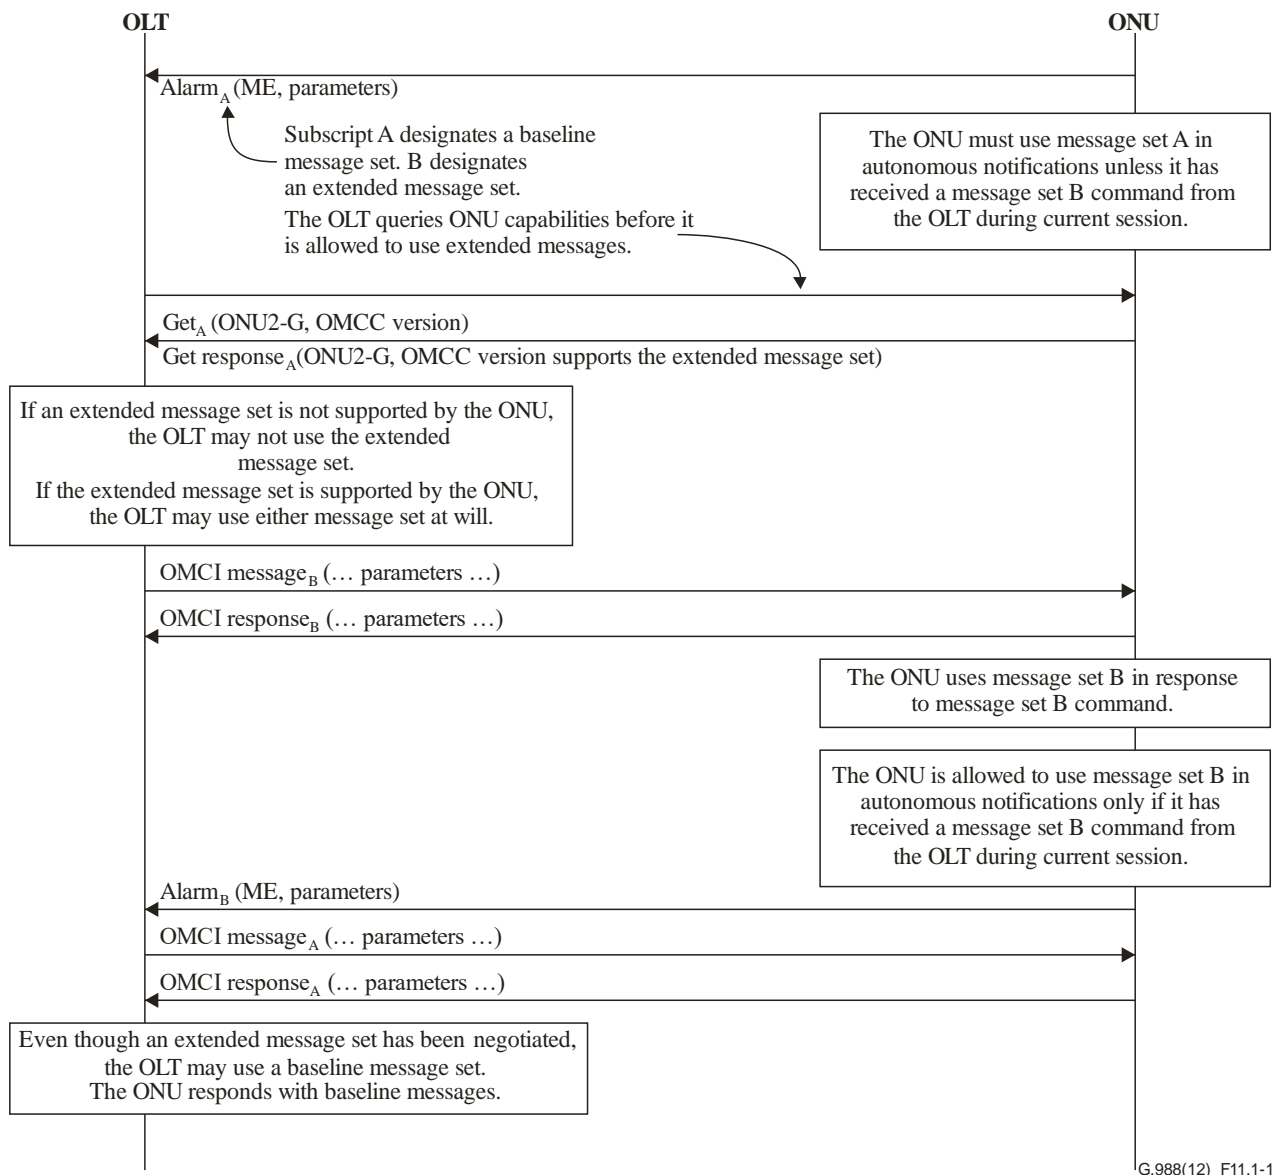 OLT
ONU
Alarm_A (ME, parameters)
Subscript A designates a baseline
message set. B designates
an extended message set.
The ONU must use message set A in
autonomous notifications unless it has
received a message set B command from
the OLT during current session.
The OLT queries ONU capabilities before it
is allowed to use extended messages.
Get_A (ONU2-G, OMCC version)
Get response_A(ONU2-G, OMCC version supports the extended message set)
If an extended message set is not supported by the ONU,
the OLT may not use the extended
message set.
If the extended message set is supported by the ONU,
the OLT may use either message set at will.
OMCI message_B (… parameters …)
OMCI response_B (… parameters …)
The ONU uses message set B in response
to message set B command.
The ONU is allowed to use message set B in
autonomous notifications only if it has
received a message set B command from
the OLT during current session.
Alarm_B (ME, parameters)
OMCI message_A (… parameters …)
OMCI response_A (… parameters …)
Even though an extended message set has been negotiated,
the OLT may use a baseline message set.
The ONU responds with baseline messages.
G.988(12)_F11.1-1